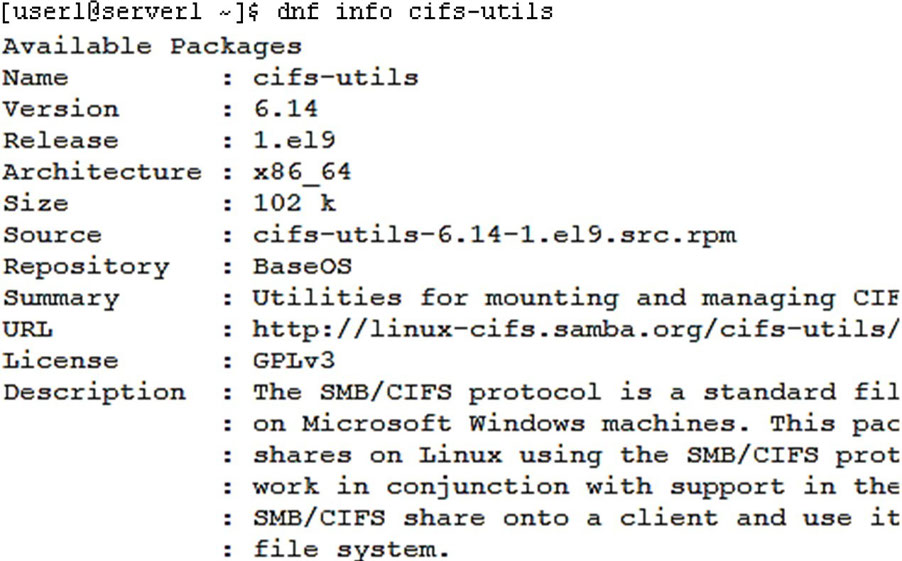 [user1@server1 ~]$ dnf info cifs-utils
Available Packages
Name         : cifs-utils
Version      : 6.14
Release      : 1.el9
Architecture : x86_64
Size         : 102 k
Source       : cifs-utils-6.14-1.el9.src.rpm
Repository   : BaseOS
Summary      : Utilities for mounting and managing CIF
URL          : http://linux-cifs.samba.org/cifs-utils/
License      : GPLv3
Description  : The SMB/CIFS protocol is a standard fil
             : on Microsoft Windows machines. This pac
             : shares on Linux using the SMB/CIFS prot
             : work in conjunction with support in the
             : SMB/CIFS share onto a client and use it
             : file system.